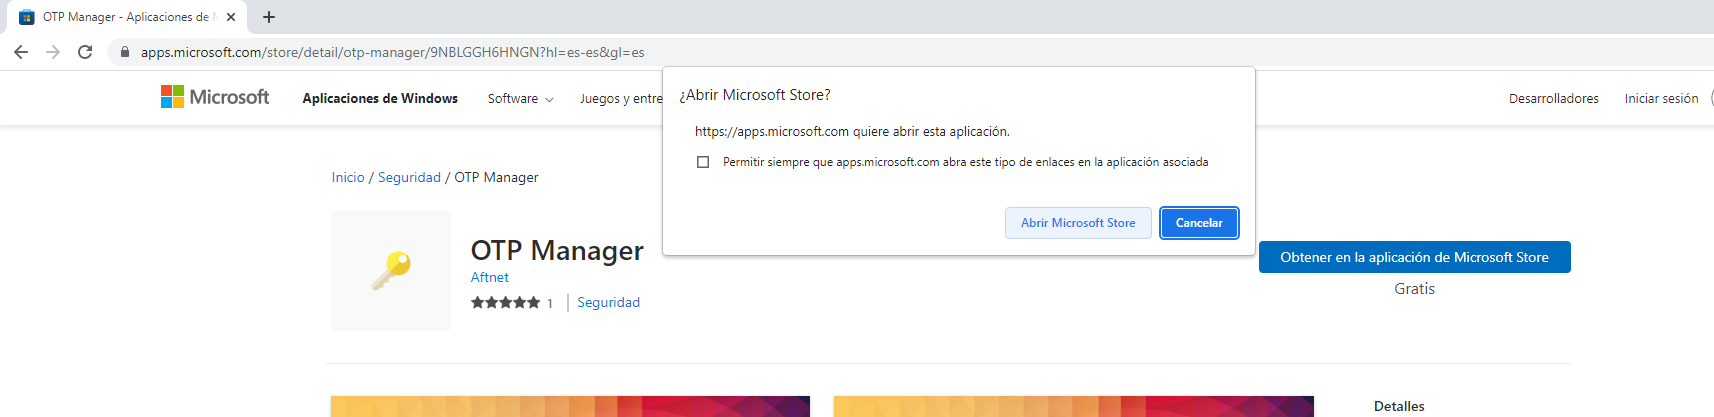 OTP Manager - Aplicaciones de
apps.microsoft.com/store/detail/otp-manager/9NBLGGH6HNGN?hl=es-es&gl=es
Microsoft
Aplicaciones de Windows
Software
Juegos y entre
Desarrolladores
Iniciar sesión
¿Abrir Microsoft Store?
https://apps.microsoft.com quiere abrir esta aplicación.
Permitir siempre que apps.microsoft.com abra este tipo de enlaces en la aplicación asociada
Abrir Microsoft Store
Cancelar
Inicio / Seguridad / OTP Manager
OTP Manager
Aftnet
1
Seguridad
Obtener en la aplicación de Microsoft Store
Gratis
Detalles